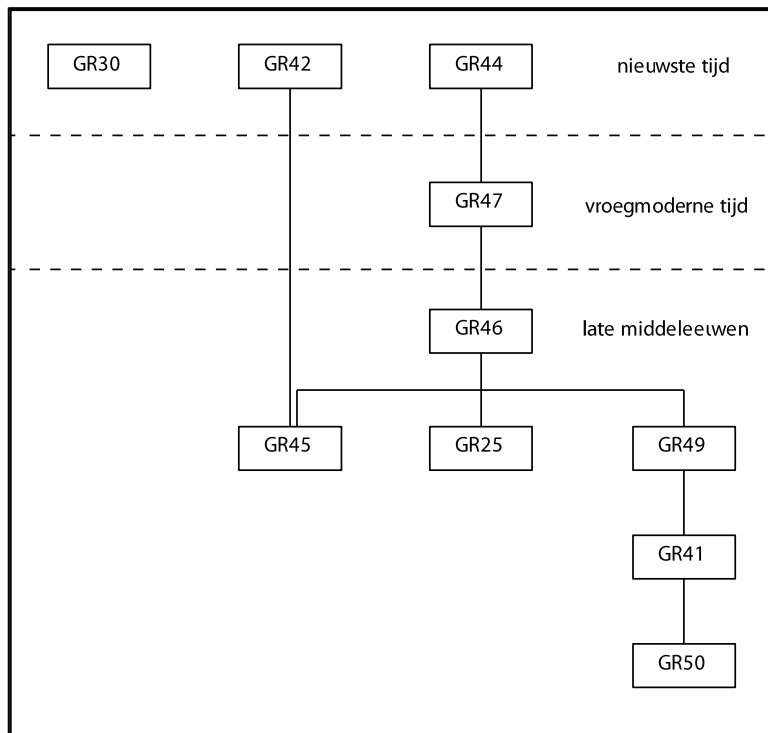 GR30 GR42 GR44 nieuwste tijd
GR47 vroegmoderne tijd
GR46 late middeleeuwen
GR45 GR25 GR49
GR41
GR50